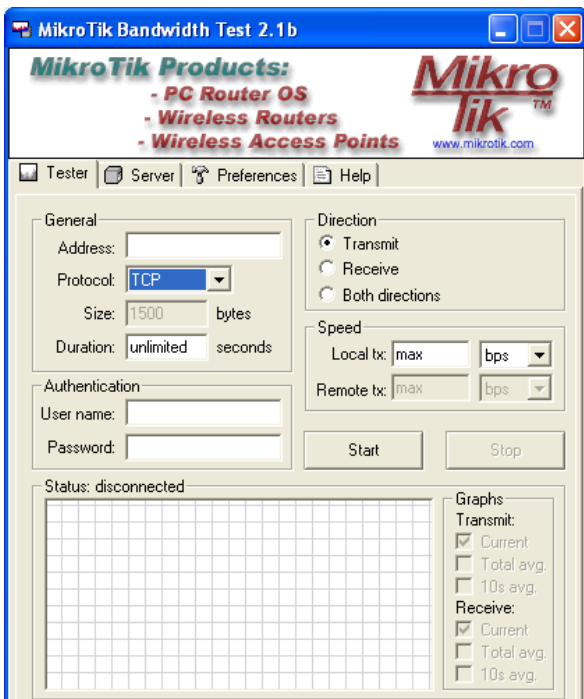 MikroTik Bandwidth Test 2.1b
MikroTik Products:
- PC Router OS
- Wireless Routers
- Wireless Access Points
Mikro
Tik ™
www.mikrotik.com
Tester Server Preferences Help
General
Address:
Protocol: TCP
Size: 1500 bytes
Duration: unlimited seconds
Direction
Transmit
Receive
Both directions
Speed
Local tx: max bps
Remote tx: max bps
Authentication
User name:
Password:
Start Stop
Status: disconnected
Graphs
Transmit:
Current
Total avg.
10s avg.
Receive:
Current
Total avg.
10s avg.